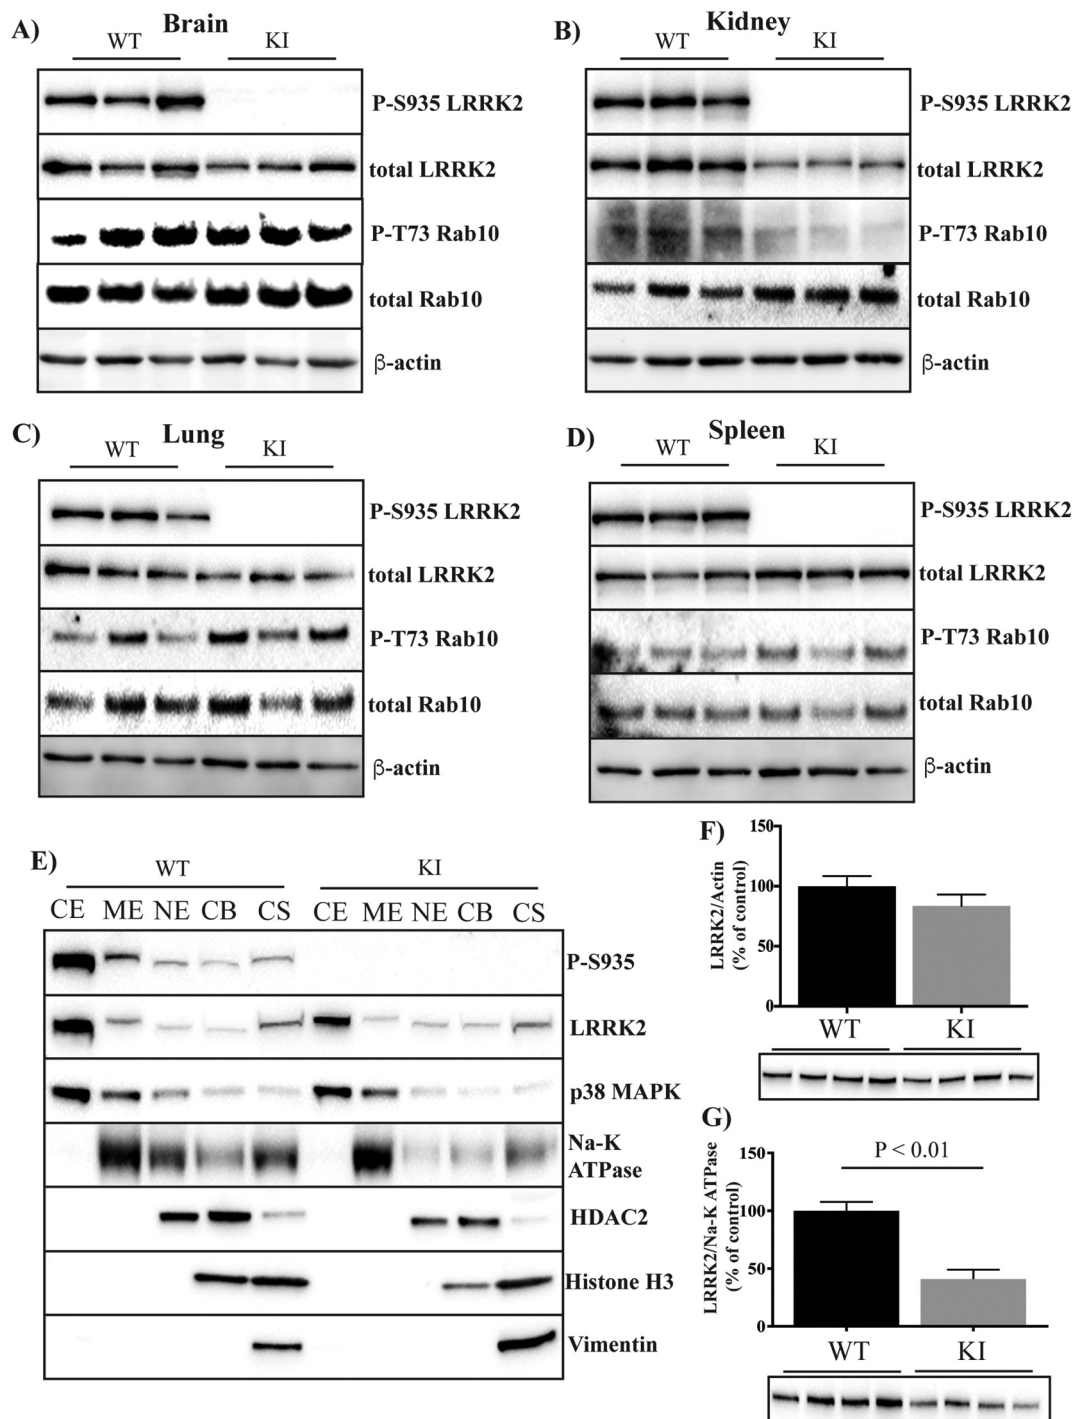 A) Brain
WT KI
P-S935 LRRK2
total LRRK2
P-T73 Rab10
total Rab10
β-actin
B) Kidney
WT KI
P-S935 LRRK2
total LRRK2
P-T73 Rab10
total Rab10
β-actin
C) Lung
WT KI
P-S935 LRRK2
total LRRK2
P-T73 Rab10
total Rab10
β-actin
D) Spleen
WT KI
P-S935 LRRK2
total LRRK2
P-T73 Rab10
total Rab10
β-actin
E)
WT KI
CE ME NE CB CS CE ME NE CB CS
P-S935
LRRK2
p38 MAPK
Na-K
ATPase
HDAC2
Histone H3
Vimentin
F)
LRRK2/Actin
(% of control)
150
100
50
0
WT KI
G)
LRRK2/Na-K ATPase
(% of control)
150
100
50
0
P < 0.01
WT KI